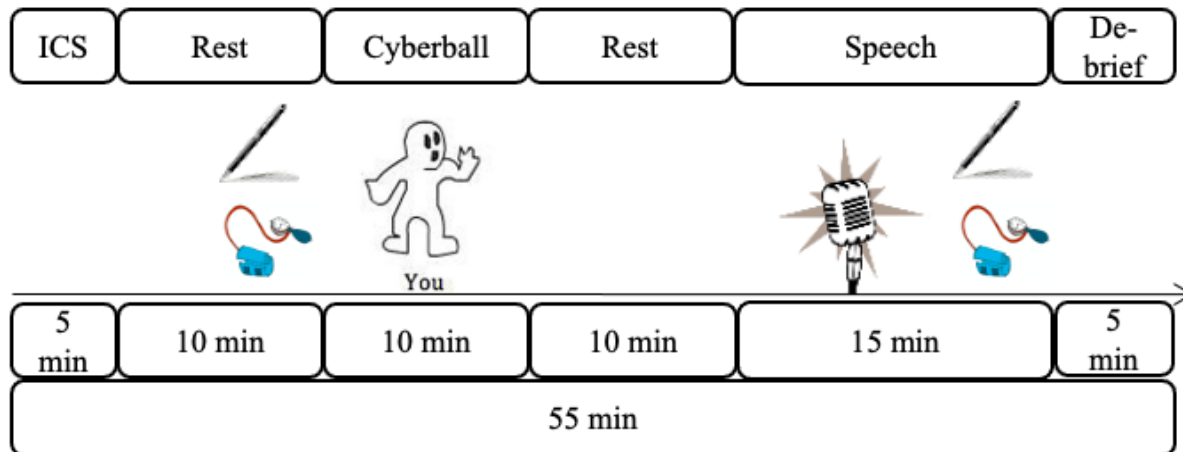 ICS
Rest
Cyberball
Rest
Speech
De-
brief
You
5
min
10 min
10 min
10 min
15 min
5
min
55 min